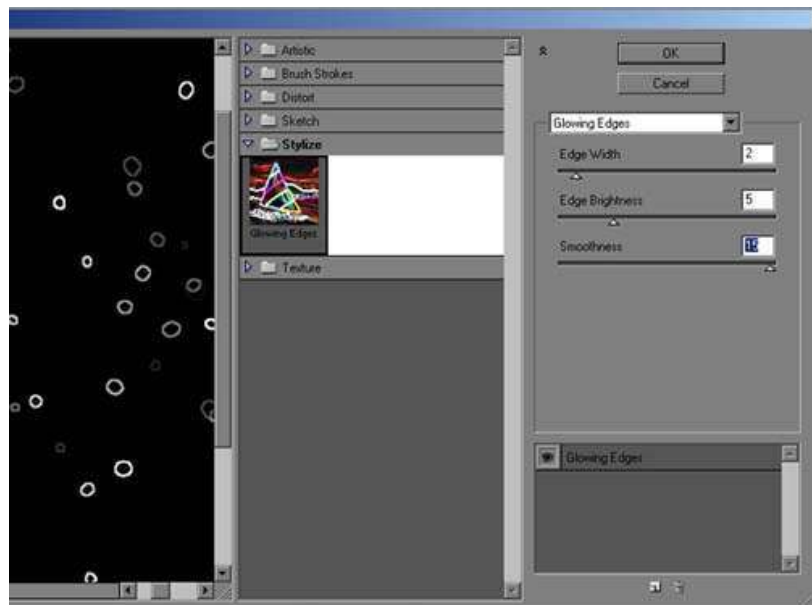 Artistic
Brush Strokes
Distort
Sketch
Stylize
Glowing Edges
Texture
OK
Cancel
Glowing Edges
Edge Width 2
Edge Brightness 5
Smoothness 15
Glowing Edges